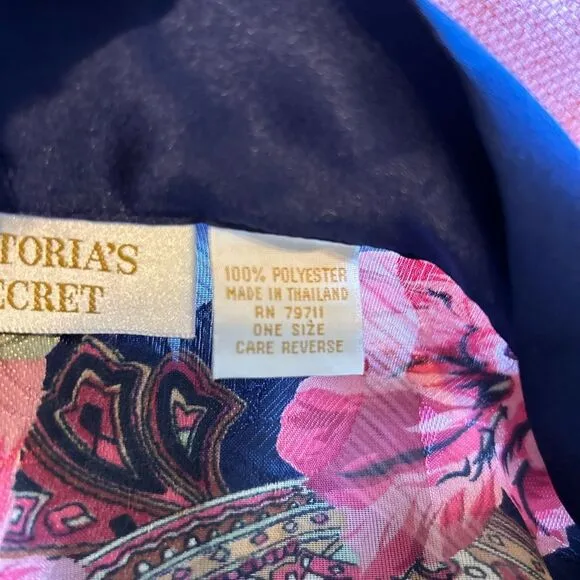 TORIA'S
ECRET
100% POLYESTER
MADE IN THAILAND
RN 79711
ONE SIZE
CARE REVERSE